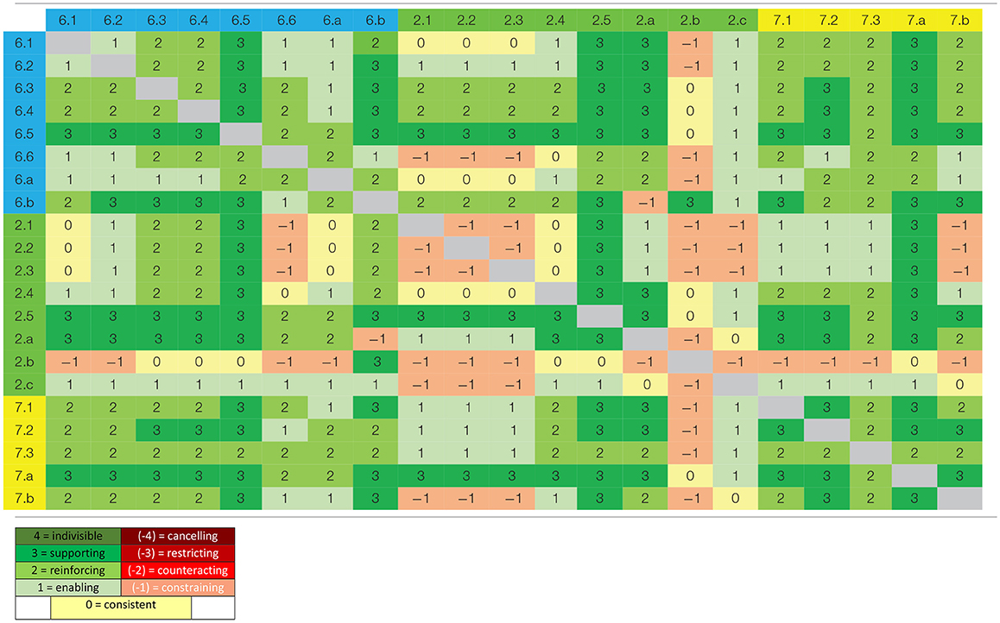 6.1 6.2 6.3 6.4 6.5 6.6 6.a 6.b 2.1 2.2 2.3 2.4 2.5 2.a 2.b 2.c 7.1 7.2 7.3 7.a 7.b
6.1 1 2 2 3 1 1 2 0 0 0 1 3 3 −1 1 2 2 2 3 2
6.2 1 2 2 3 1 1 3 1 1 1 1 3 3 −1 1 2 2 2 3 2
6.3 2 2 2 3 2 1 3 2 2 2 2 3 3 0 1 2 3 2 3 2
6.4 2 2 2 3 2 1 3 2 2 2 2 3 3 0 1 2 3 2 3 2
6.5 3 3 3 3 2 2 3 3 3 3 3 3 3 0 1 3 3 2 3 3
6.6 1 1 2 2 2 2 1 −1 −1 −1 0 2 2 −1 1 2 1 2 2 1
6.a 1 1 1 1 2 2 2 0 0 0 1 2 2 −1 1 1 2 2 2 1
6.b 2 3 3 3 3 1 2 2 2 2 2 3 −1 3 1 3 2 2 3 3
2.1 0 1 2 2 3 −1 0 2 −1 −1 0 3 1 −1 −1 1 1 1 3 −1
2.2 0 1 2 2 3 −1 0 2 −1 −1 0 3 1 −1 −1 1 1 1 3 −1
2.3 0 1 2 2 3 −1 0 2 −1 −1 0 3 1 −1 −1 1 1 1 3 −1
2.4 1 1 2 2 3 0 1 2 0 0 0 3 3 0 1 2 2 2 3 1
2.5 3 3 3 3 3 2 2 3 3 3 3 3 3 0 1 3 3 2 3 3
2.a 3 3 3 3 3 2 2 −1 1 1 1 3 3 −1 0 3 3 2 3 2
2.b −1 −1 0 0 0 −1 −1 3 −1 −1 −1 0 0 −1 −1 −1 −1 −1 0 −1
2.c 1 1 1 1 1 1 1 1 −1 −1 −1 1 1 0 −1 1 1 1 1 0
7.1 2 2 2 2 3 2 1 3 1 1 1 2 3 3 −1 1 3 2 3 2
7.2 2 2 3 3 3 1 2 2 1 1 1 2 3 3 −1 1 3 2 3 3
7.3 2 2 2 2 2 2 2 2 1 1 1 2 2 2 −1 1 2 2 2 2
7.a 3 3 3 3 3 2 2 3 3 3 3 3 3 3 0 1 3 3 2 3
7.b 2 2 2 2 3 1 1 3 −1 −1 −1 1 3 2 −1 0 2 3 2 3
4 = indivisible (-4) = cancelling
3 = supporting (-3) = restricting
2 = reinforcing (-2) = counteracting
1 = enabling (-1) = constraining
0 = consistent